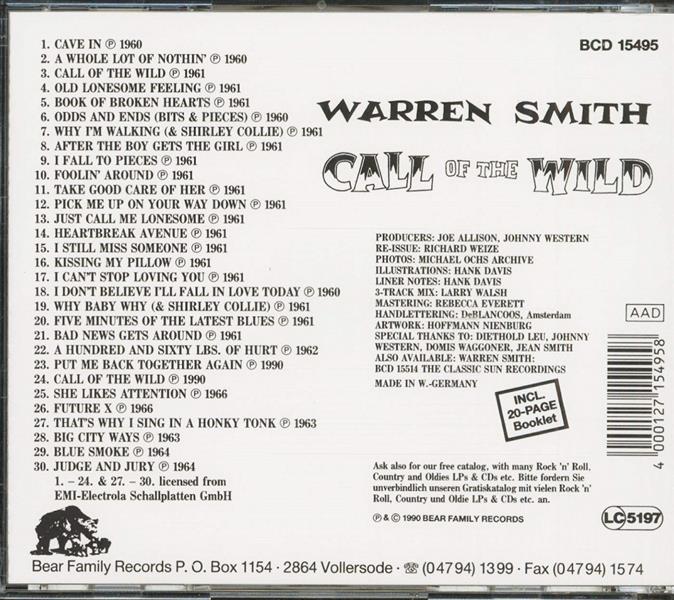 1. CAVE IN ℗ 1960
2. A WHOLE LOT OF NOTHIN' ℗ 1960
3. CALL OF THE WILD ℗ 1961
4. OLD LONESOME FEELING ℗ 1961
5. BOOK OF BROKEN HEARTS ℗ 1961
6. ODDS AND ENDS (BITS & PIECES) ℗ 1960
7. WHY I'M WALKING (& SHIRLEY COLLIE) ℗ 1961
8. AFTER THE BOY GETS THE GIRL ℗ 1961
9. I FALL TO PIECES ℗ 1961
10. FOOLIN' AROUND ℗ 1961
11. TAKE GOOD CARE OF HER ℗ 1961
12. PICK ME UP ON YOUR WAY DOWN ℗ 1961
13. JUST CALL ME LONESOME ℗ 1961
14. HEARTBREAK AVENUE ℗ 1961
15. I STILL MISS SOMEONE ℗ 1961
16. KISSING MY PILLOW ℗ 1961
17. I CAN'T STOP LOVING YOU ℗ 1961
18. I DON'T BELIEVE I'LL FALL IN LOVE TODAY ℗ 1960
19. WHY BABY WHY (& SHIRLEY COLLIE) ℗ 1961
20. FIVE MINUTES OF THE LATEST BLUES ℗ 1961
21. BAD NEWS GETS AROUND ℗ 1961
22. A HUNDRED AND SIXTY LBS. OF HURT ℗ 1962
23. PUT ME BACK TOGETHER AGAIN ℗ 1990
24. CALL OF THE WILD ℗ 1990
25. SHE LIKES ATTENTION ℗ 1966
26. FUTURE X ℗ 1966
27. THAT'S WHY I SING IN A HONKY TONK ℗ 1963
28. BIG CITY WAYS ℗ 1963
29. BLUE SMOKE ℗ 1964
30. JUDGE AND JURY ℗ 1964
1. – 24. & 27. – 30. licensed from
EMI-Electrola Schallplatten GmbH
BCD 15495
WARREN SMITH
CALL OF THE WILD
PRODUCERS: JOE ALLISON, JOHNNY WESTERN
RE-ISSUE: RICHARD WEIZE
PHOTOS: MICHAEL OCHS ARCHIVE
ILLUSTRATIONS: HANK DAVIS
LINER NOTES: HANK DAVIS
3-TRACK MIX: LARRY WALSH
MASTERING: REBECCA EVERETT
HANDLETTERING: DeBLANCOOS, Amsterdam
ARTWORK: HOFFMANN NIENBURG
SPECIAL THANKS TO: DIETHOLD LEU, JOHNNY
WESTERN, DOMIS WAGGONER, JEAN SMITH
ALSO AVAILABLE: WARREN SMITH:
BCD 15514 THE CLASSIC SUN RECORDINGS
MADE IN W.-GERMANY
AAD
4 000127 154958
INCL.
20-PAGE
Booklet
Ask also for our free catalog, with many Rock 'n' Roll,
Country and Oldies LPs & CDs etc. Bitte fordern Sie
unverbindlich unseren Gratiskatalog mit vielen Rock 'n'
Roll, Country und Oldie LPs & CDs etc. an.
℗ & © 1990 BEAR FAMILY RECORDS
LC 5197
Bear Family Records P. O. Box 1154 · 2864 Vollersode · ☏ (0 47 94) 13 99 · Fax (0 47 94) 15 74